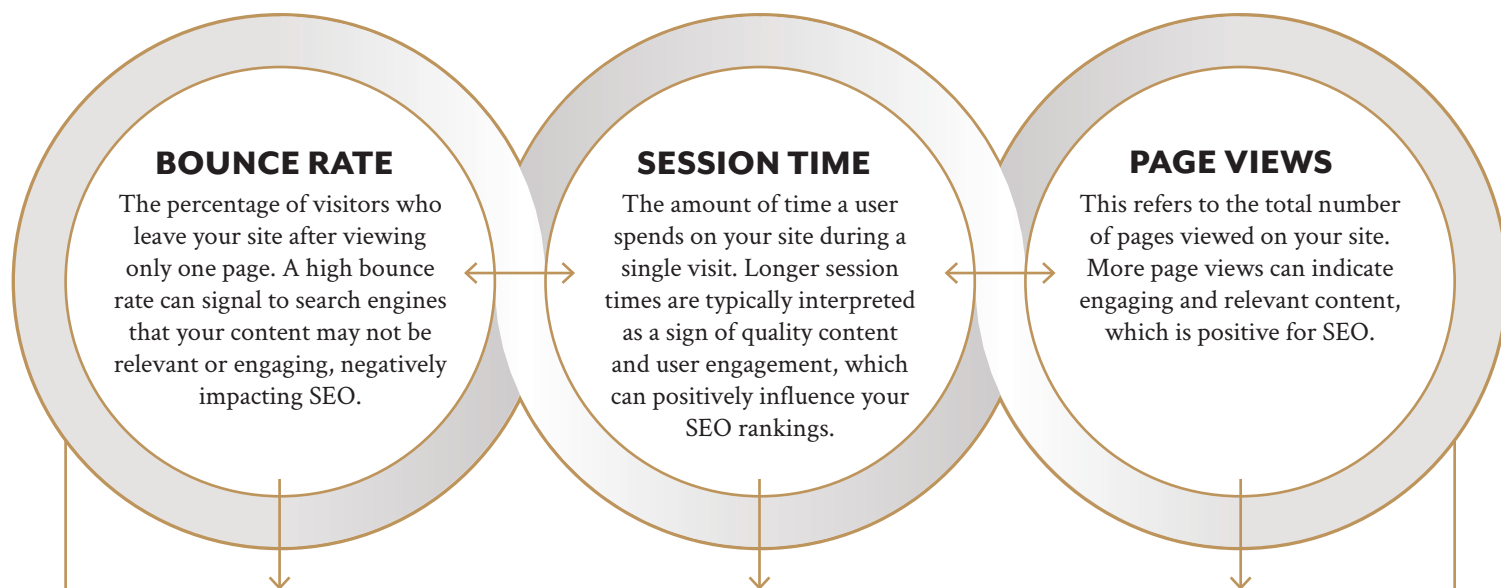 BOUNCE RATE
The percentage of visitors who
leave your site after viewing
only one page. A high bounce
rate can signal to search engines
that your content may not be
relevant or engaging, negatively
impacting SEO.
SESSION TIME
The amount of time a user
spends on your site during a
single visit. Longer session
times are typically interpreted
as a sign of quality content
and user engagement, which
can positively influence your
SEO rankings.
PAGE VIEWS
This refers to the total number
of pages viewed on your site.
More page views can indicate
engaging and relevant content,
which is positive for SEO.